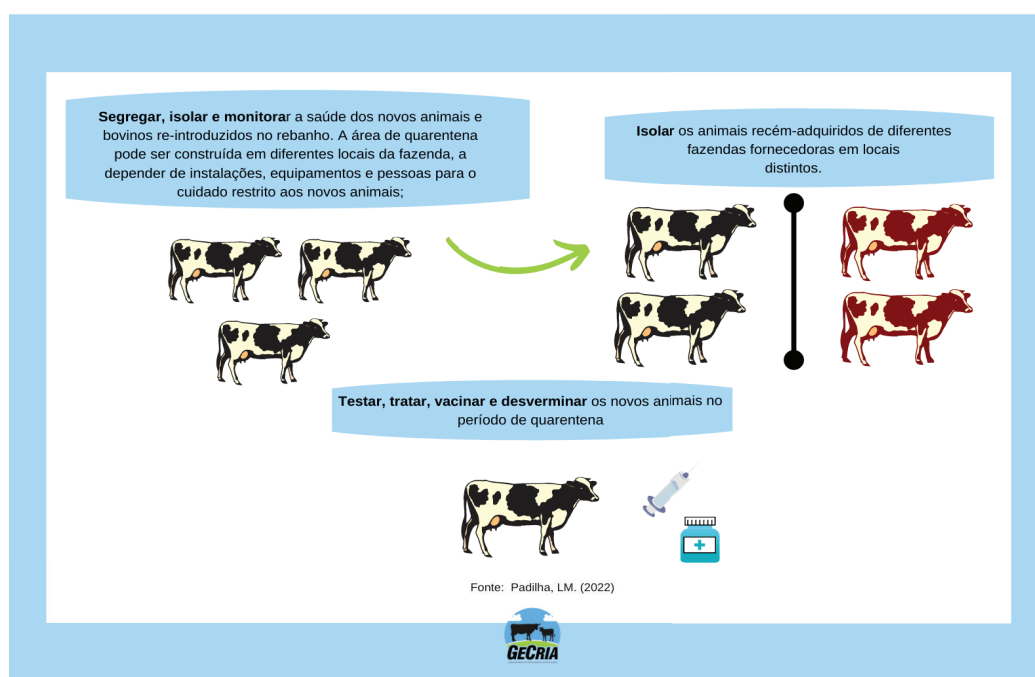 Segregar, isolar e monitorar a saúde dos novos animais e
bovinos re-introduzidos no rebanho. A área de quarentena
pode ser construída em diferentes locais da fazenda, a
depender de instalações, equipamentos e pessoas para o
cuidado restrito aos novos animais;
Isolar os animais recém-adquiridos de diferentes
fazendas fornecedoras em locais
distintos.
Testar, tratar, vacinar e desverminar os novos animais no
período de quarentena
Fonte: Padilha, LM. (2022)
GECRIA